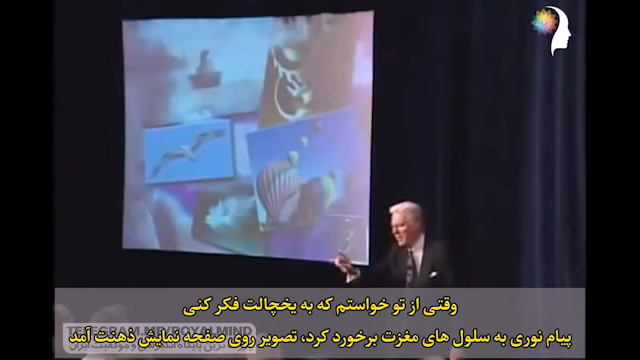 وقتی از تو خواستم که به یخچالت فکر کنی
پیام نوری به سلول های مغزت برخورد کرد، تصویر روی صفحه نمایش ذهنت آمد
3